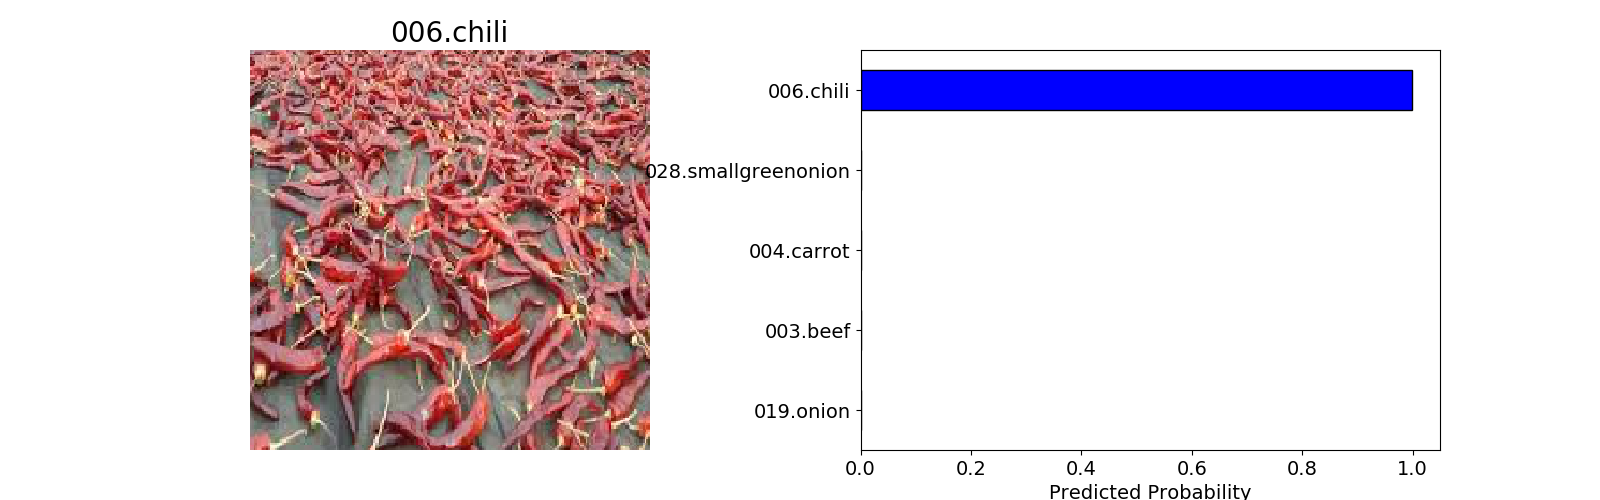 006.chili
006.chili
028.smallgreenonion
004.carrot
003.beef
019.onion
0.0 0.2 0.4 0.6 0.8 1.0
Predicted Probability